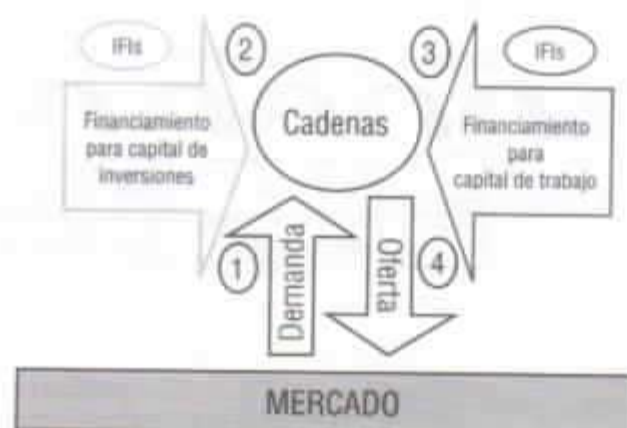 IFIs
2
3
IFIs
Cadenas
Financiamiento
para capital de
inversiones
Financiamiento
para
capital de trabajo
1
Demanda
Oferta
4
MERCADO